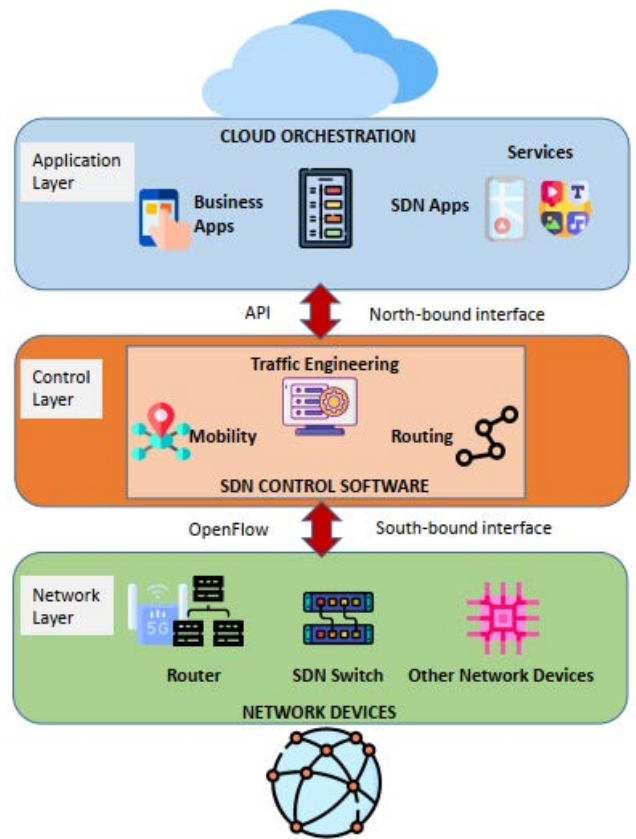 CLOUD ORCHESTRATION
Application
Layer
Services
Business
Apps
SDN Apps
T
API
North-bound interface
Control
Layer
Traffic Engineering
Mobility
Routing
SDN CONTROL SOFTWARE
OpenFlow
South-bound interface
Network
Layer
5G
Router
SDN Switch
Other Network Devices
NETWORK DEVICES